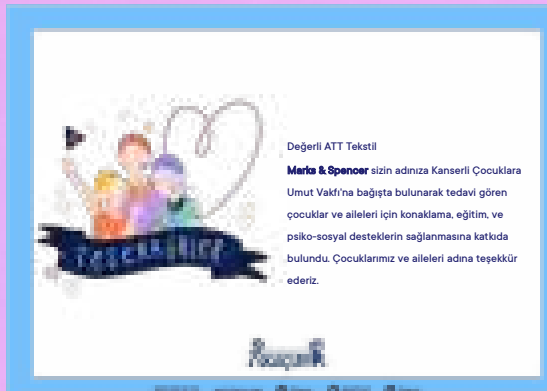 Değerli ATT Tekstil
Marks & Spencer sizin adınıza Kanserli Çocuklara
Umut Vakfı'na bağışta bulunarak tedavi gören
çocuklar ve aileleri için konaklama, eğitim, ve
psiko-sosyal desteklerin sağlanmasına katkıda
bulundu. Çocuklarımız ve aileleri adına teşekkür
ederiz.